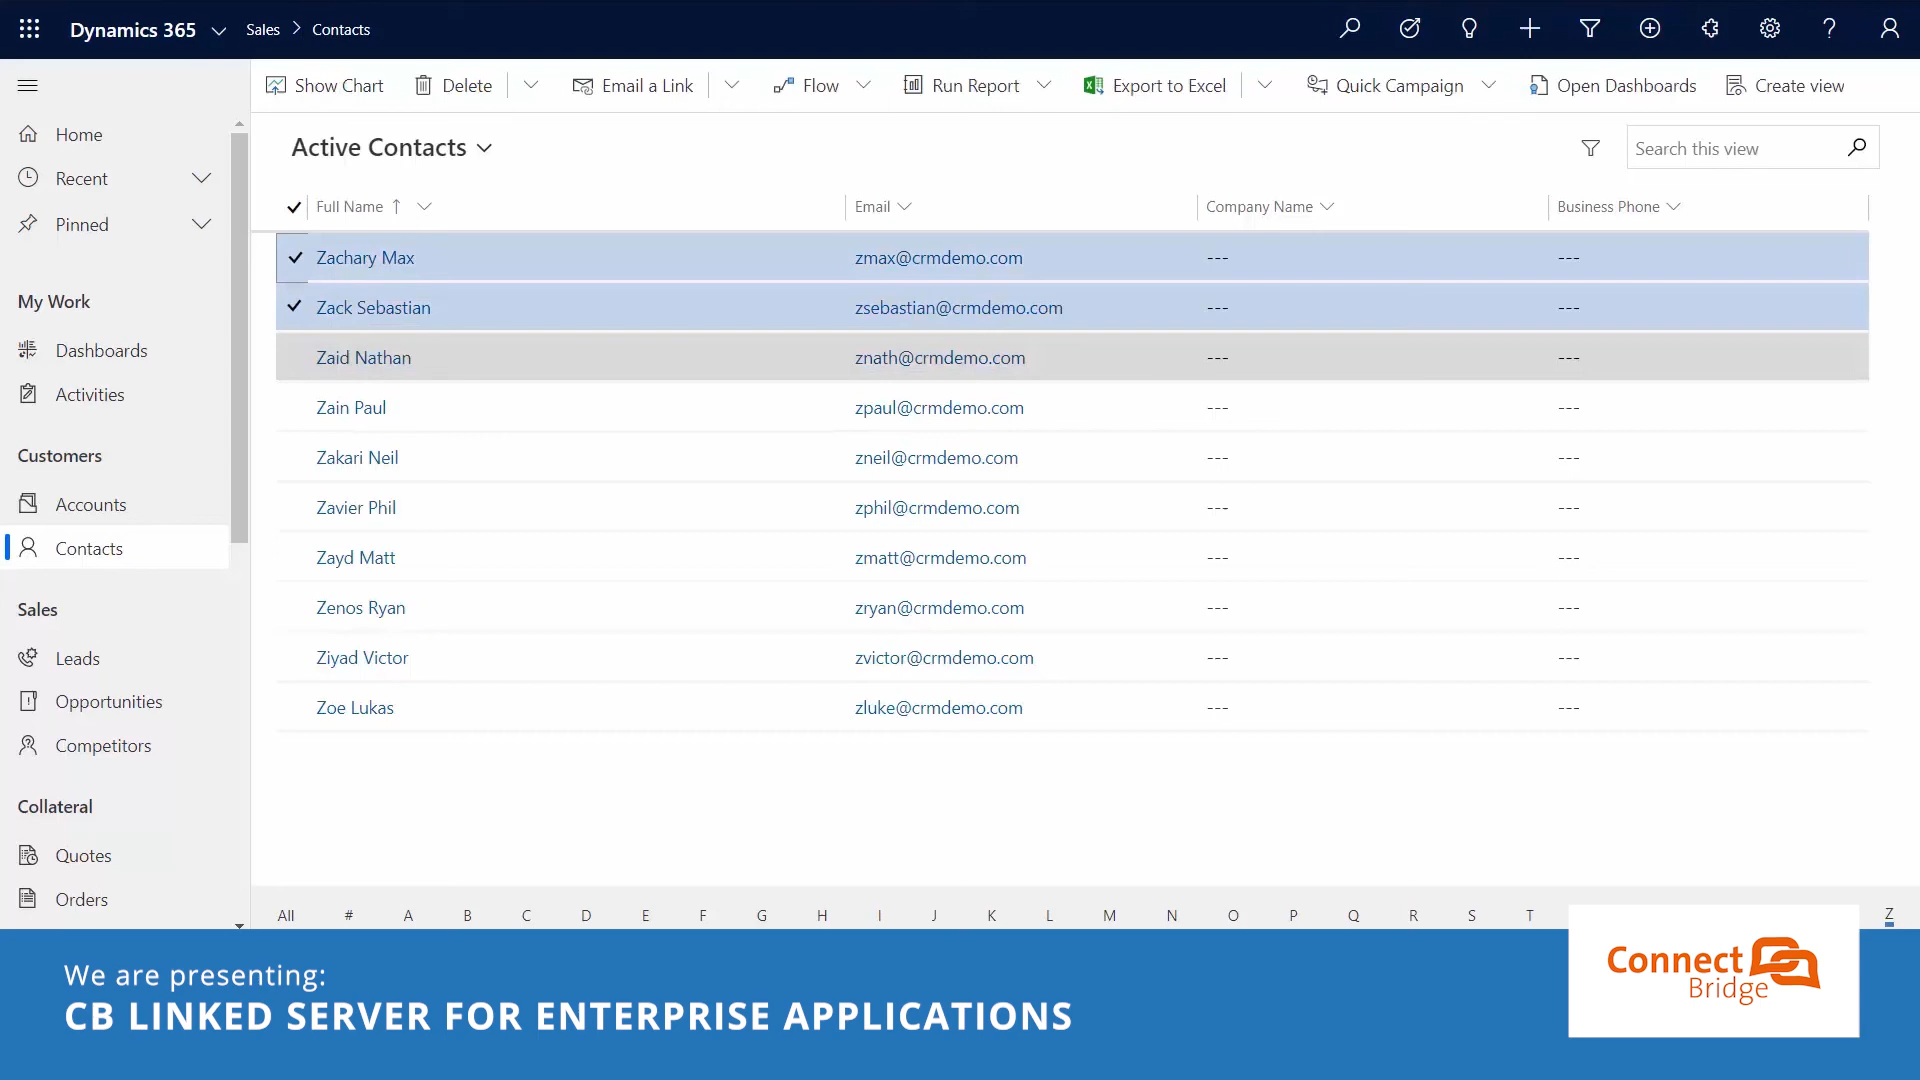 Dynamics 365 Sales Contacts
Show Chart Delete Email a Link Flow Run Report Export to Excel Quick Campaign Open Dashboards Create view
Home
Recent
Pinned
My Work
Dashboards
Activities
Customers
Accounts
Contacts
Sales
Leads
Opportunities
Competitors
Collateral
Quotes
Orders
Active Contacts
Search this view
Full Name ↑ Email Company Name Business Phone
Zachary Max zmax@crmdemo.com --- ---
Zack Sebastian zsebastian@crmdemo.com --- ---
Zaid Nathan znath@crmdemo.com --- ---
Zain Paul zpaul@crmdemo.com --- ---
Zakari Neil zneil@crmdemo.com --- ---
Zavier Phil zphil@crmdemo.com --- ---
Zayd Matt zmatt@crmdemo.com --- ---
Zenos Ryan zryan@crmdemo.com --- ---
Ziyad Victor zvictor@crmdemo.com --- ---
Zoe Lukas zluke@crmdemo.com --- ---
All # A B C D E F G H I J K L M N O P Q R S T Z
We are presenting:
CB LINKED SERVER FOR ENTERPRISE APPLICATIONS
Connect
Bridge